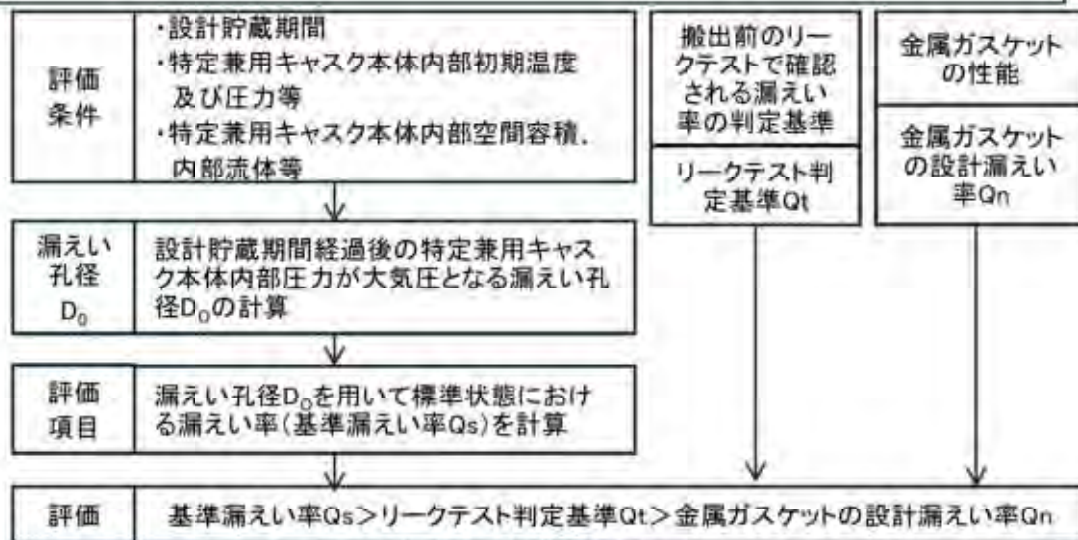 評価
条件
・設計貯蔵期間
・特定兼用キャスク本体内部初期温度
及び圧力等
・特定兼用キャスク本体内部空間容積,
内部流体等
搬出前のリー
クテストで確認
される漏えい
率の判定基準
リークテスト判
定基準Qt
金属ガスケット
の性能
金属ガスケット
の設計漏えい
率Qn
漏えい
孔径
D₀
設計貯蔵期間経過後の特定兼用キャス
ク本体内部圧力が大気圧となる漏えい孔
径D₀の計算
評価
項目
漏えい孔径D₀を用いて標準状態におけ
る漏えい率(基準漏えい率Qs)を計算
評価
基準漏えい率Qs>リークテスト判定基準Qt>金属ガスケットの設計漏えい率Qn